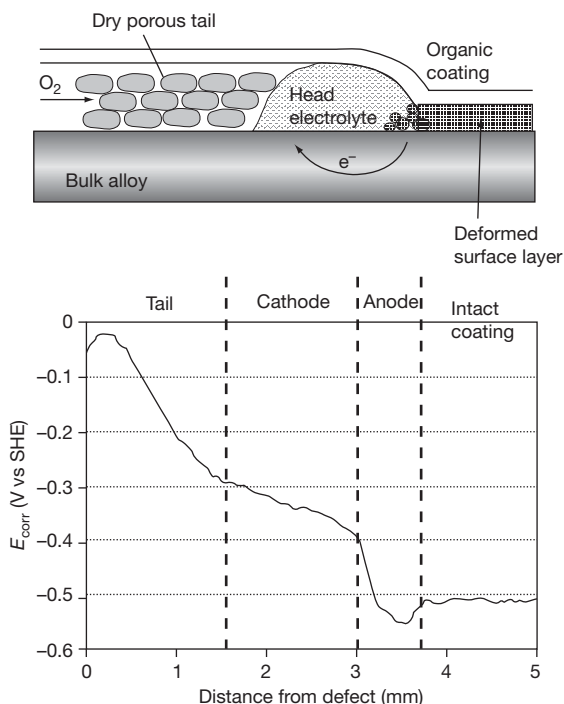 Dry porous tail
Organic
coating
O2
Head
electrolyte
e−
Bulk alloy
Deformed
surface layer
Tail
Cathode
Anode
Intact
coating
0
−0.1
−0.2
−0.3
−0.4
−0.5
−0.6
Ecorr (V vs SHE)
0 1 2 3 4 5
Distance from defect (mm)